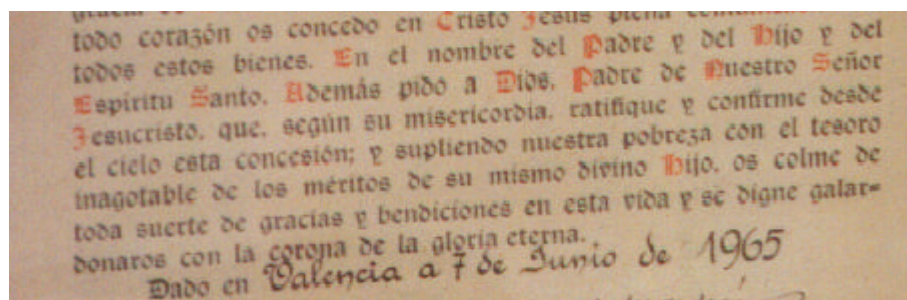 todo corazón os concedo en Cristo Jesús plena
todos estos bienes. En el nombre del Padre y del Hijo y del
Espíritu Santo. Además pido a Dios, Padre de Nuestro Señor
Jesucristo, que, según su misericordia, ratifique y confirme desde
el cielo esta concesión; y supliendo nuestra pobreza con el tesoro
inagotable de los méritos de su mismo divino Hijo, os colme de
toda suerte de gracias y bendiciones en esta vida y se digne galar=
donaros con la corona de la gloria eterna.
Dado en Valencia a 7 de Junio de 1965